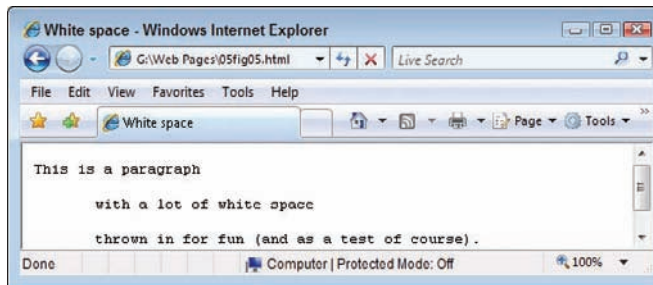 White space - Windows Internet Explorer
G:\Web Pages\05fig05.html Live Search
File Edit View Favorites Tools Help
White space Page Tools
This is a paragraph
with a lot of white space
thrown in for fun (and as a test of course).
Done Computer | Protected Mode: Off 100%